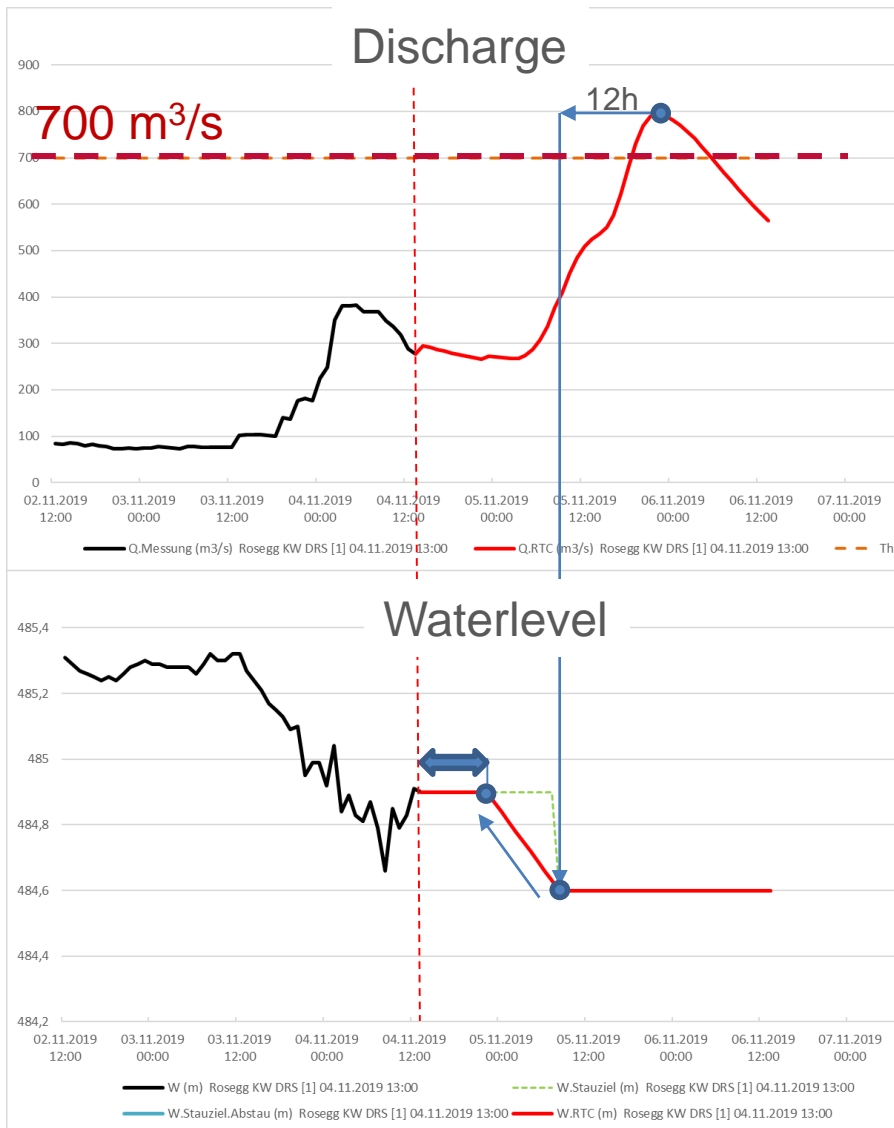 Discharge
900
800
12h
700 m³/s
700
600
500
400
300
200
100
0
02.11.2019 03.11.2019 03.11.2019 04.11.2019 04.11.2019 05.11.2019 05.11.2019 06.11.2019 06.11.2019 07.11.2019
12:00 00:00 12:00 00:00 12:00 00:00 12:00 00:00 12:00 00:00
Q.Messung (m3/s) Rosegg KW DRS [1] 04.11.2019 13:00 Q.RTC (m3/s) Rosegg KW DRS [1] 04.11.2019 13:00 Th
Waterlevel
485,4
485,2
485
484,8
484,6
484,4
484,2
02.11.2019 03.11.2019 03.11.2019 04.11.2019 04.11.2019 05.11.2019 05.11.2019 06.11.2019 06.11.2019 07.11.2019
12:00 00:00 12:00 00:00 12:00 00:00 12:00 00:00 12:00 00:00
W (m) Rosegg KW DRS [1] 04.11.2019 13:00 W.Stauziel (m) Rosegg KW DRS [1] 04.11.2019 13:00
W.Stauziel.Abstau (m) Rosegg KW DRS [1] 04.11.2019 13:00 W.RTC (m) Rosegg KW DRS [1] 04.11.2019 13:00